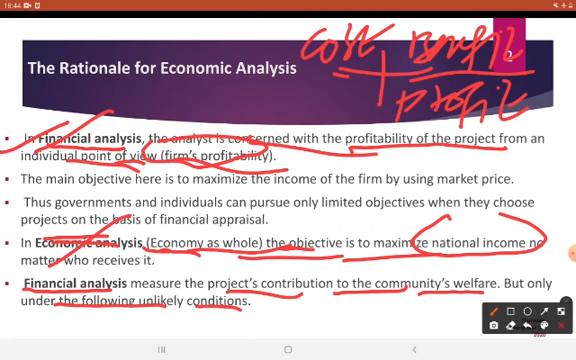 18:44
91%
Cost Benefit
2
The Rationale for Economic Analysis
Profit
▪ In Financial analysis, the analyst is concerned with the profitability of the project from an
individual point of view (firm's profitability).
▪ The main objective here is to maximize the income of the firm by using market price.
▪ Thus governments and individuals can pursue only limited objectives when they choose
projects on the basis of financial appraisal.
▪ In Economic analysis (Economy as whole) the objective is to maximize national income no
matter who receives it.
▪ Financial analysis measure the project's contribution to the community's welfare. But only
under the following unlikely conditions.
2020